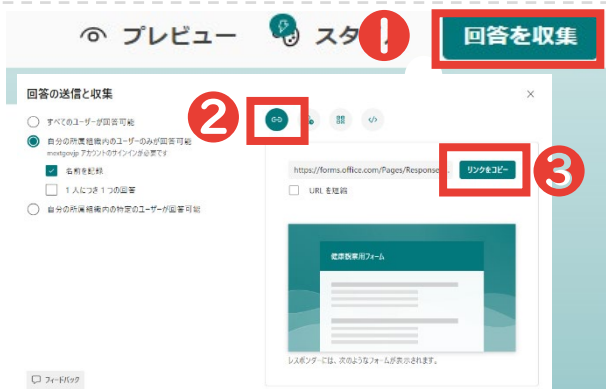 プレビュー
スタ
1
回答を収集
回答の送信と収集
すべてのユーザーが回答可能
自分の所属組織内のユーザーのみが回答可能
mextgovjp アカウントのサインインが必要です
名前を記録
1 人につき 1 つの回答
自分の所属組織内の特定のユーザーが回答可能
2
https://forms.office.com/Pages/Response
リンクをコピー
3
URL を短縮
健康観察用フォーム
レスポンダーには、次のようなフォームが表示されます。
フィードバック